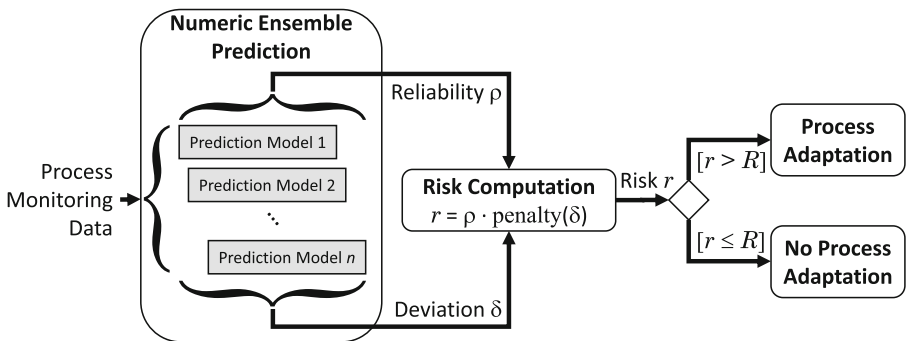 Numeric Ensemble
Prediction
Process
Monitoring
Data
Prediction Model 1
Prediction Model 2
...
Prediction Model n
Reliability ρ
Deviation δ
Risk Computation
r = ρ · penalty(δ)
Risk r
[r > R]
[r ≤ R]
Process
Adaptation
No Process
Adaptation